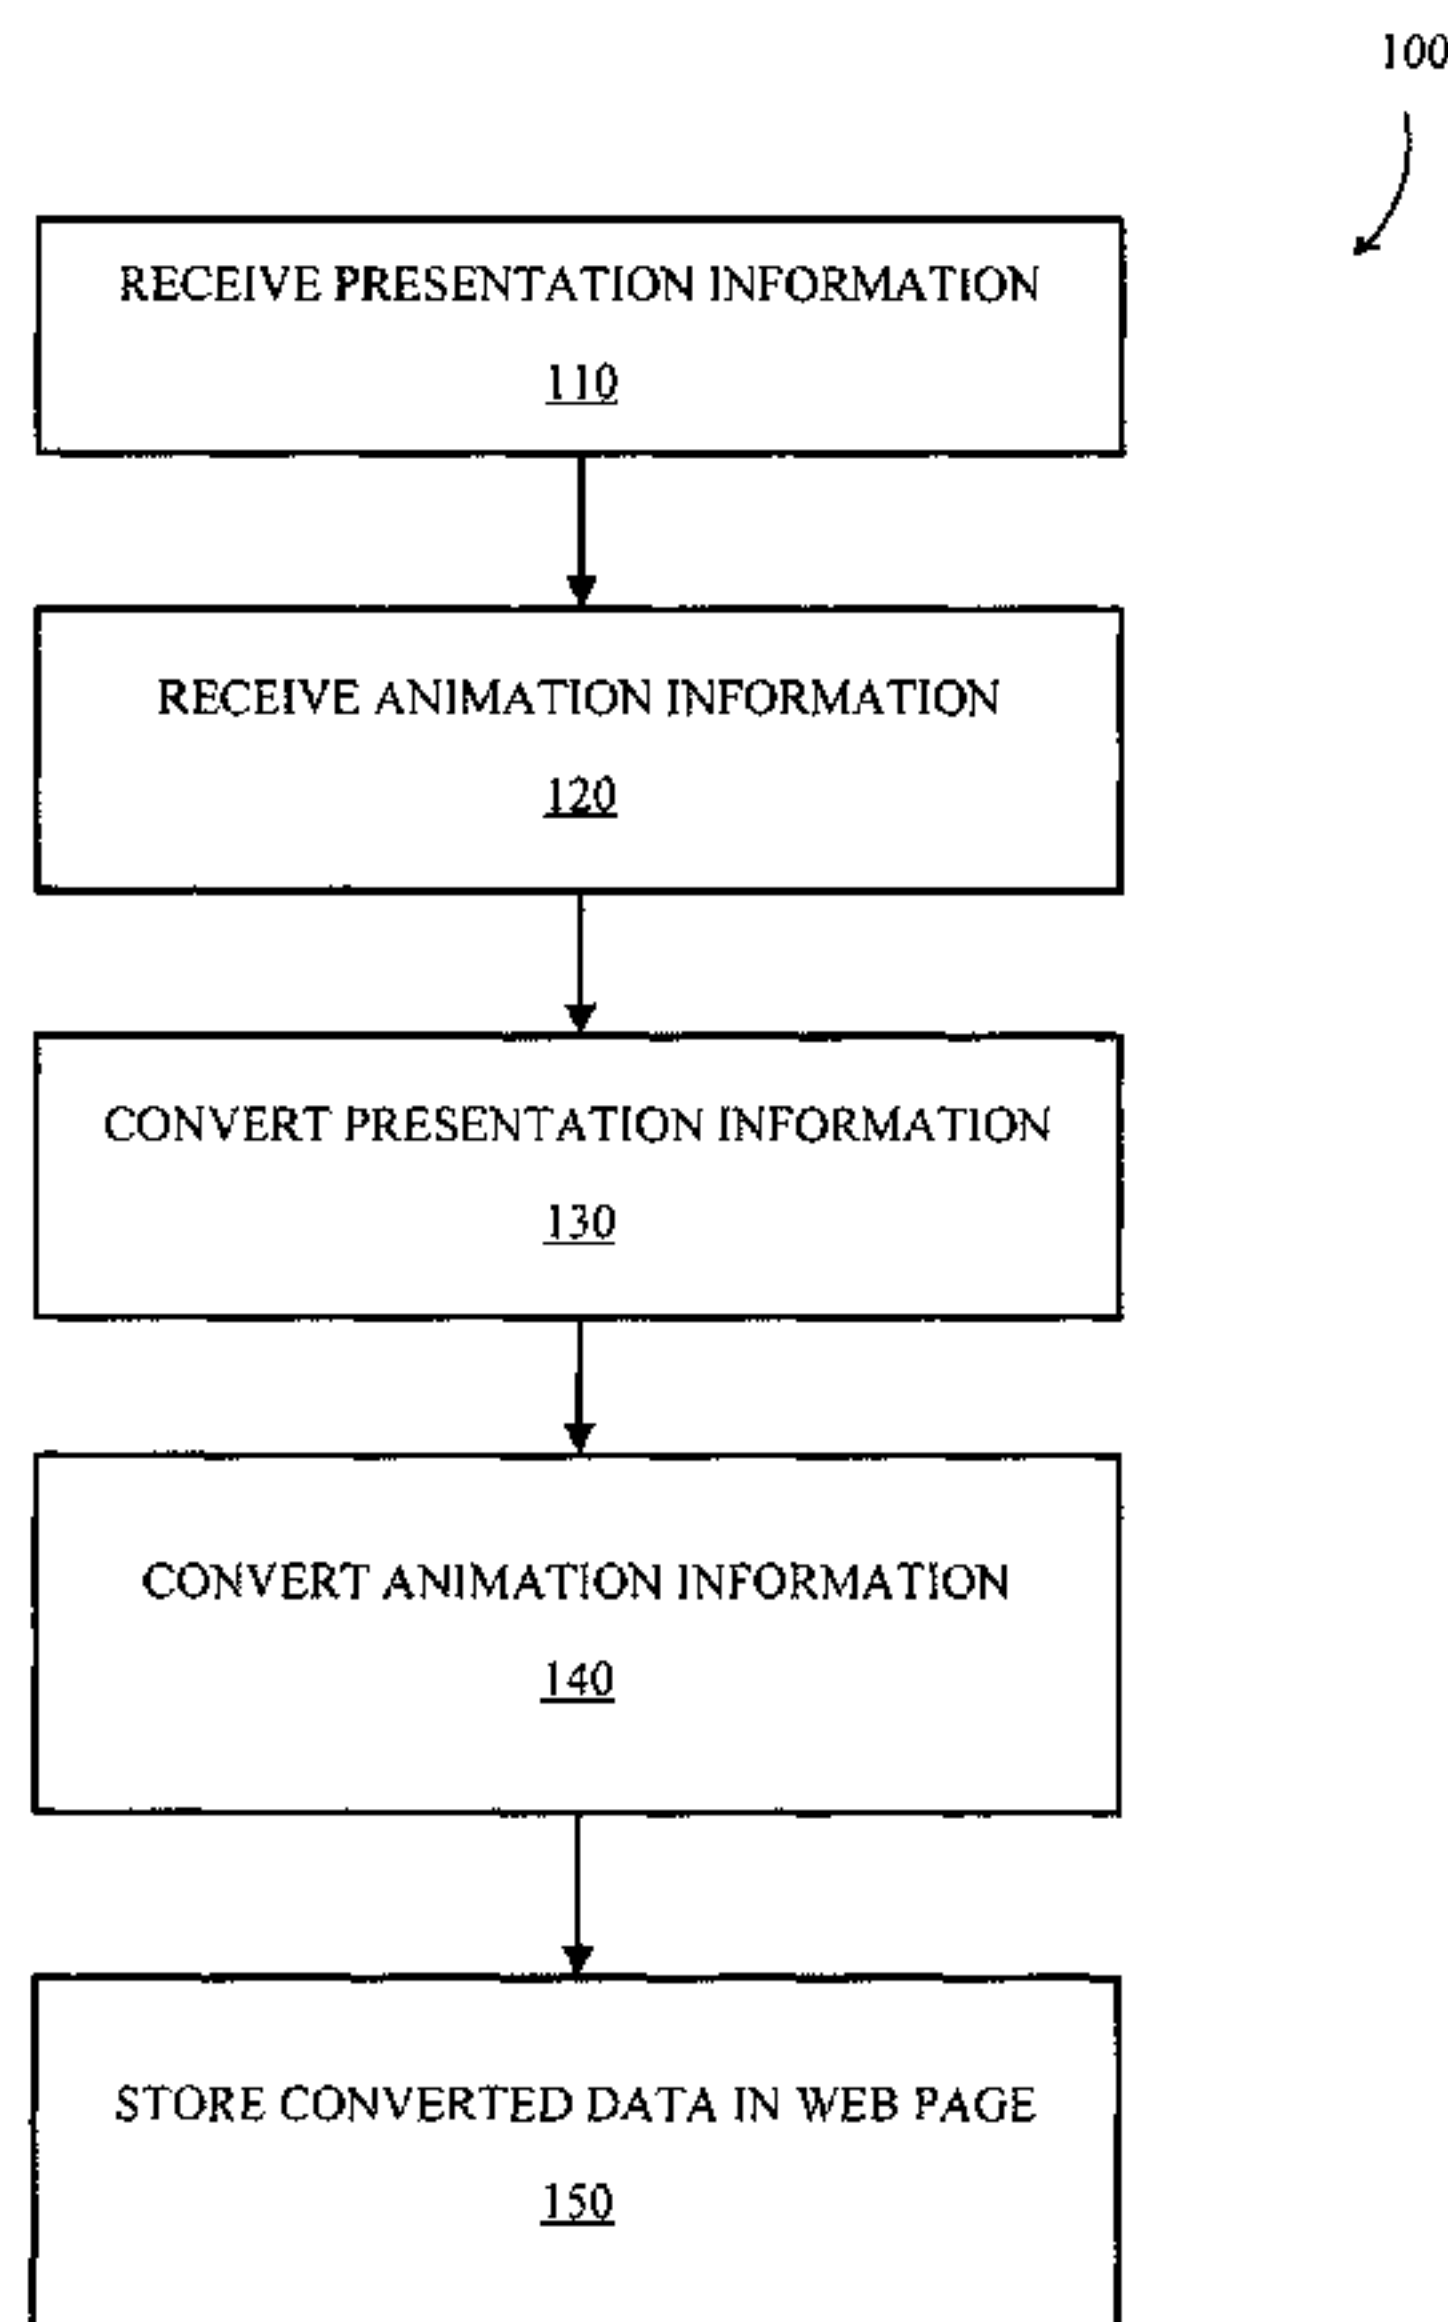 100
RECEIVE PRESENTATION INFORMATION
110
RECEIVE ANIMATION INFORMATION
120
CONVERT PRESENTATION INFORMATION
130
CONVERT ANIMATION INFORMATION
140
STORE CONVERTED DATA IN WEB PAGE
150